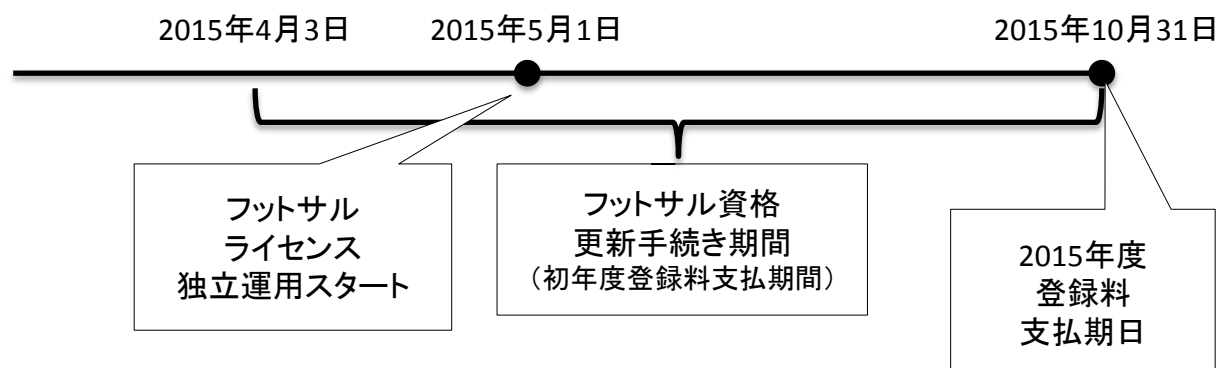 2015年4月3日
2015年5月1日
2015年10月31日
フットサル
ライセンス
独立運用スタート
フットサル資格
更新手続き期間
（初年度登録料支払期間）
2015年度
登録料
支払期日